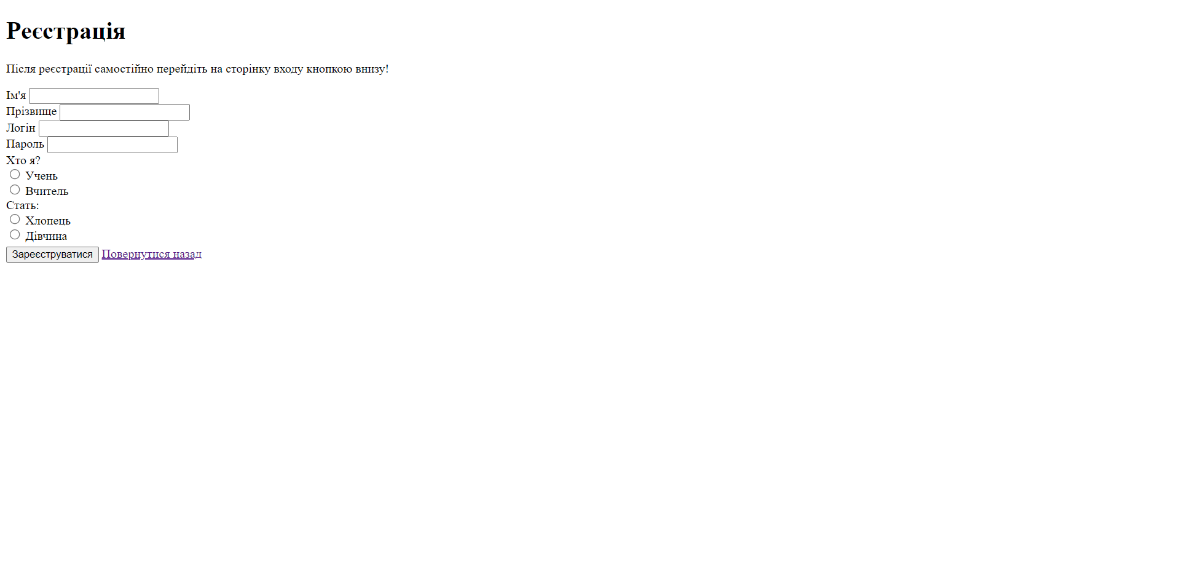 Реєстрація
Після реєстрації самостійно перейдіть на сторінку входу кнопкою внизу!
Ім'я
Прізвище
Логін
Пароль
Хто я?
Учень
Вчитель
Стать:
Хлопець
Дівчина
Зареєструватися Повернутися назад